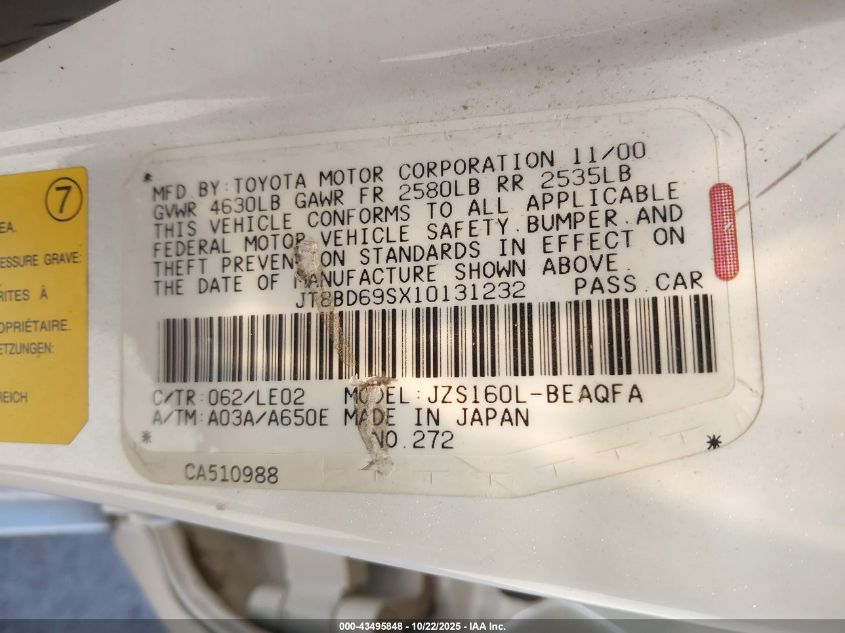 7
EA.
ESSURE GRAVE:
RITES À
OPRIÉTAIRE.
ETZUNGEN:
REICH
* MFD. BY: TOYOTA MOTOR CORPORATION 11/00
GVWR 4630LB GAWR FR 2580LB RR 2535LB
THIS VEHICLE CONFORMS TO ALL APPLICABLE
FEDERAL MOTOR VEHICLE SAFETY, BUMPER, AND
THEFT PREVENTION STANDARDS IN EFFECT ON
THE DATE OF MANUFACTURE SHOWN ABOVE.
JT8BD69SX10131232 PASS. CAR
C/TR: 062/LE02 MODEL: JZS160L-BEAQFA
A/TM: A03A/A650E MADE IN JAPAN
* NO. 272 *
CA510988
000-43495848 - 10/22/2025 - IAA Inc.